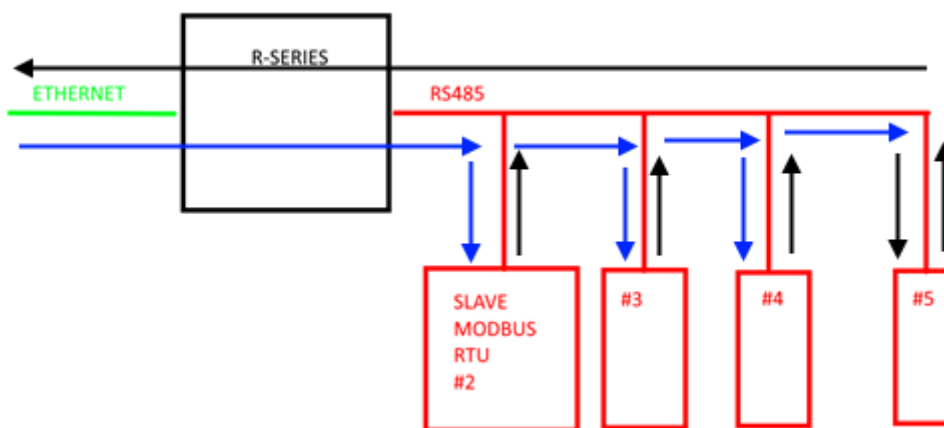 R-SERIES
ETHERNET
RS485
SLAVE
MODBUS
RTU
#2
#3
#4
#5